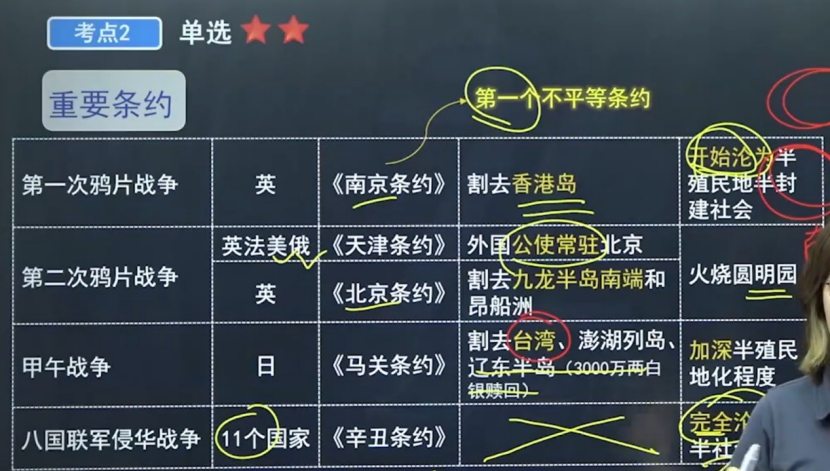 考点2 单选
重要条约
第一个不平等条约
第一次鸦片战争 英 《南京条约》 割去香港岛 开始沦为半
殖民地半封
建社会
第二次鸦片战争 英法美俄 《天津条约》 外国公使常驻北京 火烧圆明园
英 《北京条约》 割去九龙半岛南端和
昂船洲
甲午战争 日 《马关条约》 割去台湾、澎湖列岛、
辽东半岛(3000万两白
银赎回) 加深半殖民
地化程度
八国联军侵华战争 11个国家 《辛丑条约》 完全沦
半社